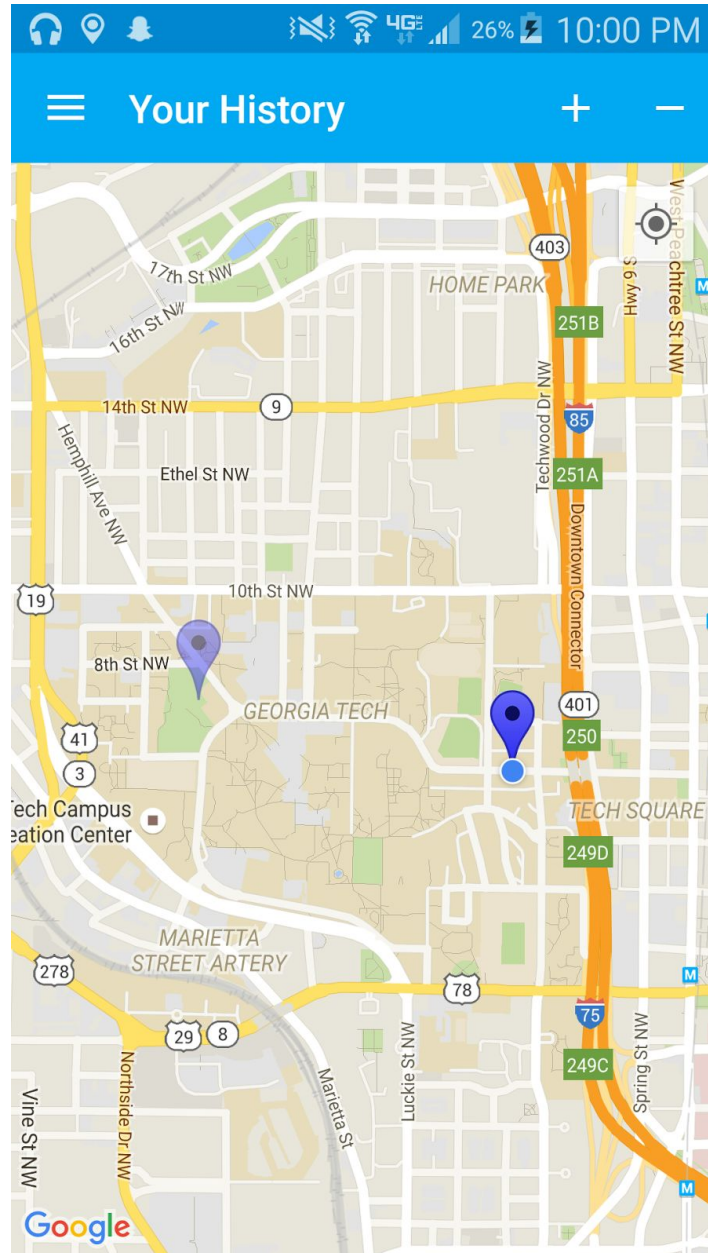 4G LTE 26% 10:00 PM
Your History + −
West Peachtree St NW
17th St NW
403
HOME PARK
Hwy 9 S
M
16th St NW
251B
14th St NW
9
85
Techwood Dr NW
Hemphill Ave NW
Ethel St NW
251A
Downtown Connector
10th St NW
19
8th St NW
GEORGIA TECH
401
41
250
3
Tech Campus
eation Center
TECH SQUARE
249D
MARIETTA
STREET ARTERY
278
78
M
29
8
75
Luckie St NW
Spring St NW
249C
Marietta St
Northside Dr NW
Vine St NW
M
Google